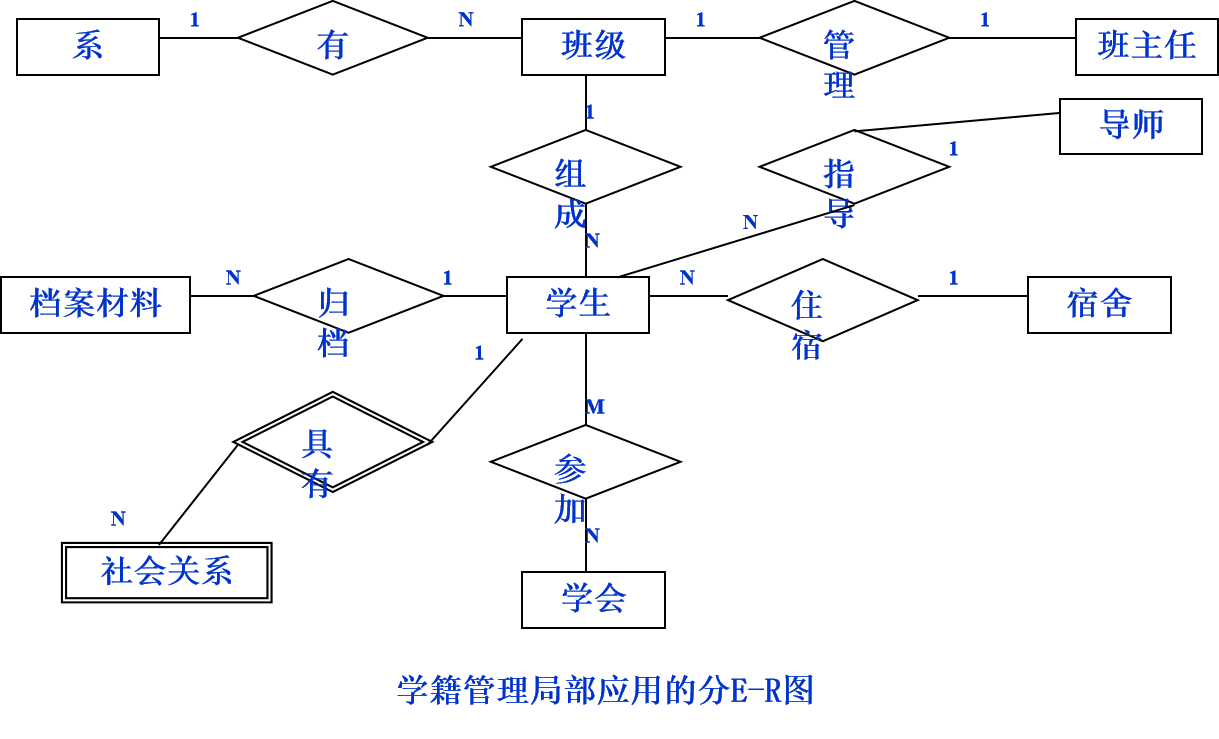 1
N
1
1
系
有
班级
管
理
班主任
导师
1
组
成
指
导
1
N
N
档案材料
N
归
档
1
学生
N
住
宿
1
宿舍
1
具
有
M
参
加
N
N
社会关系
学会
学籍管理局部应用的分E-R图